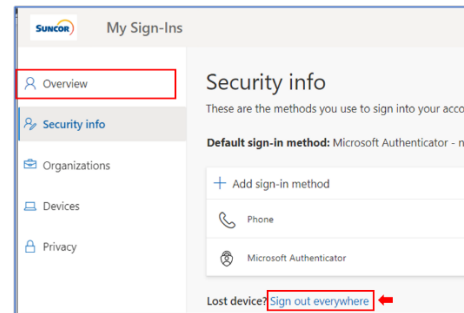 SUNCOR My Sign-Ins
Overview
Security info
Organizations
Devices
Privacy
Security info
These are the methods you use to sign into your
Default sign-in method: Microsoft Authenticator -
Add sign-in method
Phone
Microsoft Authenticator
Lost device? Sign out everywhere